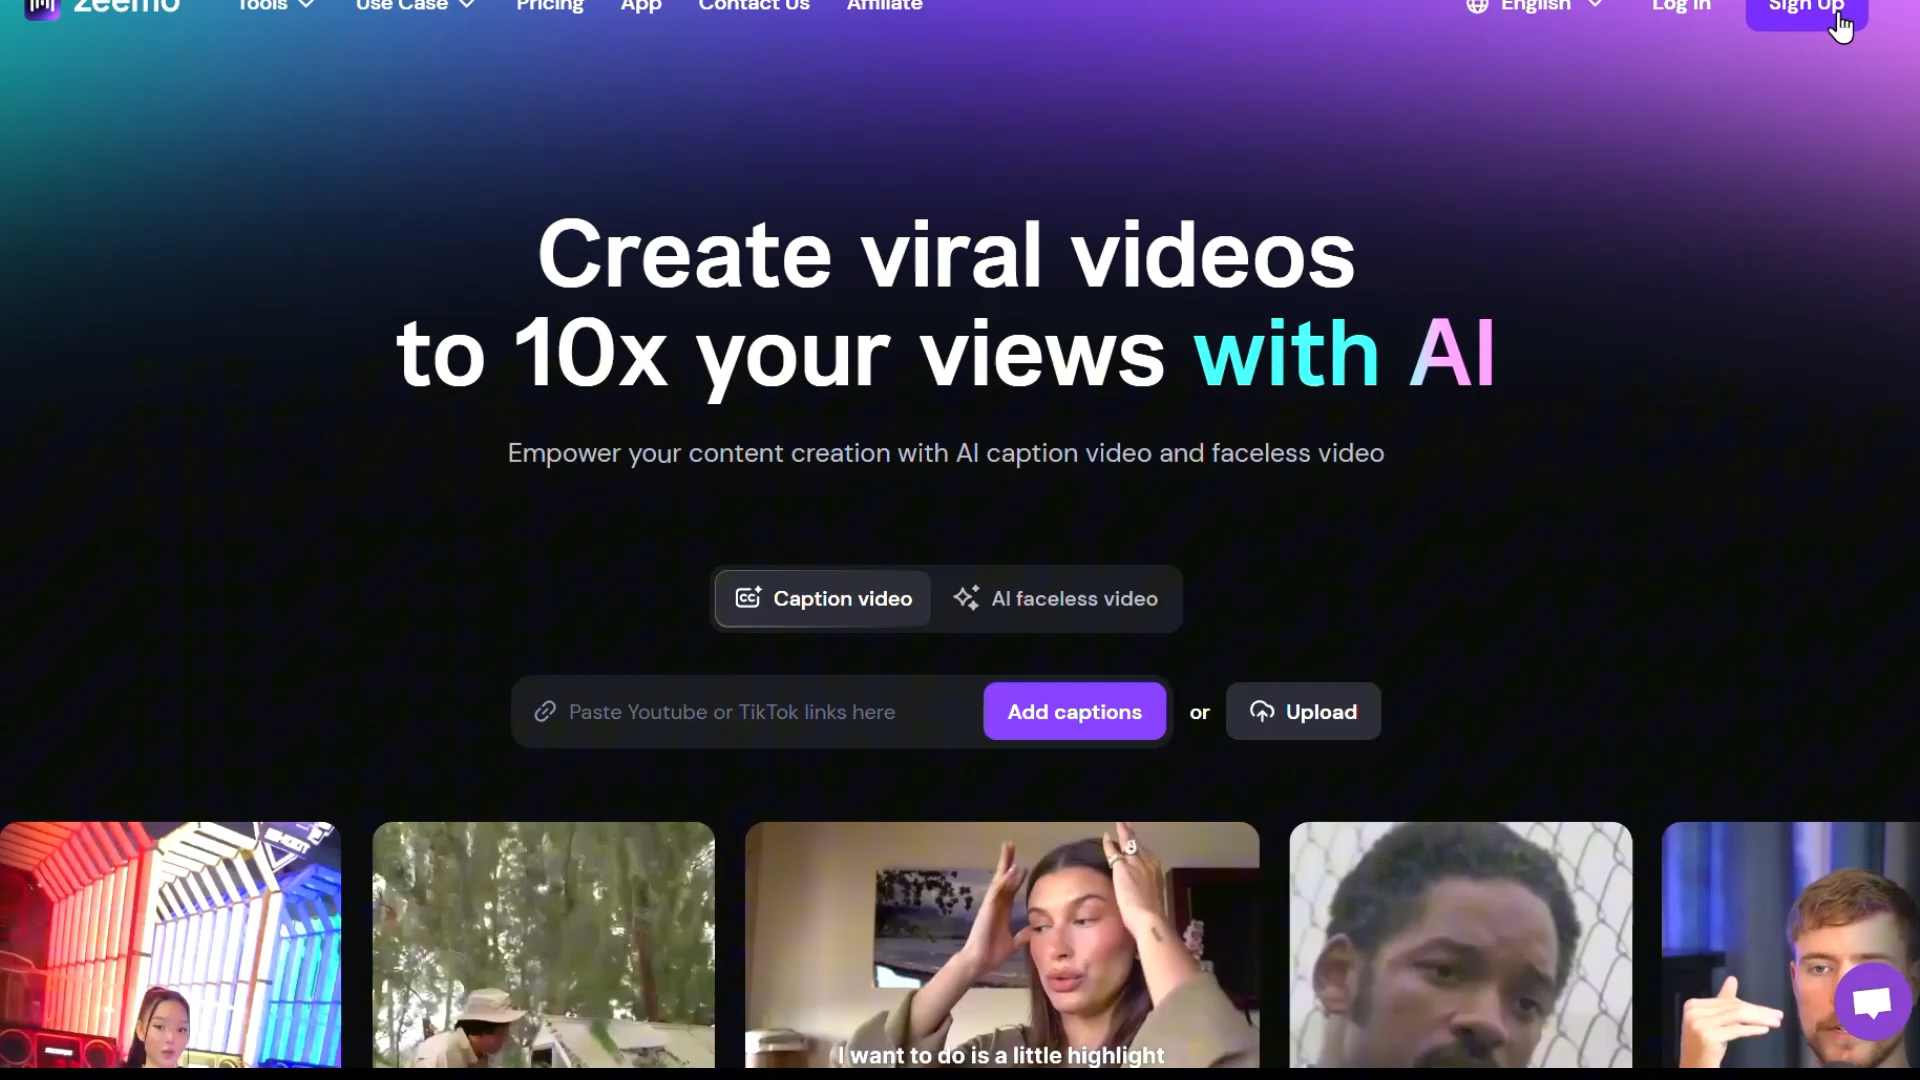 zeemo
Tools
Use Case
Pricing
App
Contact Us
Affiliate
English
Log in
Sign Up
Create viral videos
to 10x your views with AI
Empower your content creation with AI caption video and faceless video
Caption video
AI faceless video
Paste Youtube or TikTok links here
Add captions
or
Upload
I want to do is a little highlight